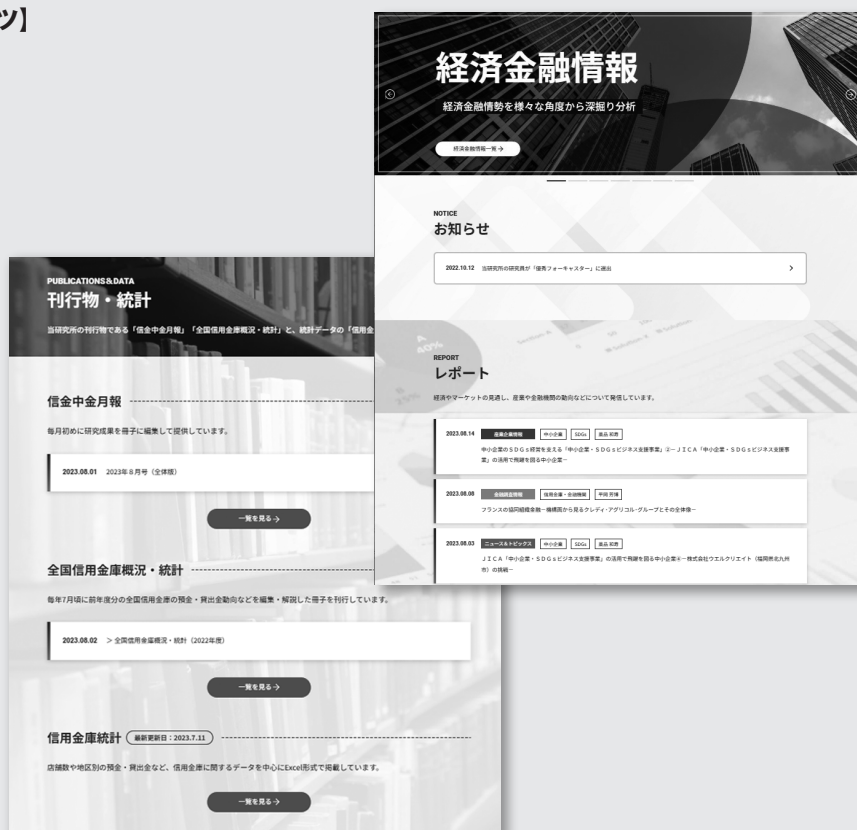 ツ】
経済金融情報
経済金融情勢を様々な角度から深掘り分析
経済金融情報一覧 →
NOTICE
お知らせ
2022.10.12 当研究所の研究員が「優秀フォーキャスター」に選出
REPORT
レポート
経済やマーケットの見通し、産業や金融機関の動向などについて発信しています。
2023.08.14 産業企業情報 中小企業 SDGs
中小企業のSDGs経営を支える「中小企業・SDGsビジネス支援事業」②－JICA「中小企業・SDGsビジネス支援事
業」の活用で飛躍を図る中小企業－
2023.08.08 金融調査情報 信用金庫・金融機関 平岡 芳博
フランスの協同組織金融－機構面から見るクレディ・アグリコル・グループとその全体像－
2023.08.03 ニュース&トピックス 中小企業 SDGs
JICA「中小企業・SDGsビジネス支援事業」の活用で飛躍を図る中小企業④－株式会社ウエルクリエイト（福岡県北九州
市）の挑戦－
PUBLICATIONS&DATA
刊行物・統計
当研究所の刊行物である「信金中金月報」「全国信用金庫概況・統計」と、統計データの「信用金
信金中金月報
毎月初めに研究成果を冊子に編集して提供しています。
2023.08.01 2023年８月号（全体版）
一覧を見る →
全国信用金庫概況・統計
毎年7月頃に前年度分の全国信用金庫の預金・貸出金動向などを編集・解説した冊子を刊行しています。
2023.08.02 ＞全国信用金庫概況・統計（2022年度）
一覧を見る →
信用金庫統計 最新更新日：2023.7.11
店舗数や地区別の預金・貸出金など、信用金庫に関するデータを中心にExcel形式で掲載しています。
一覧を見る →